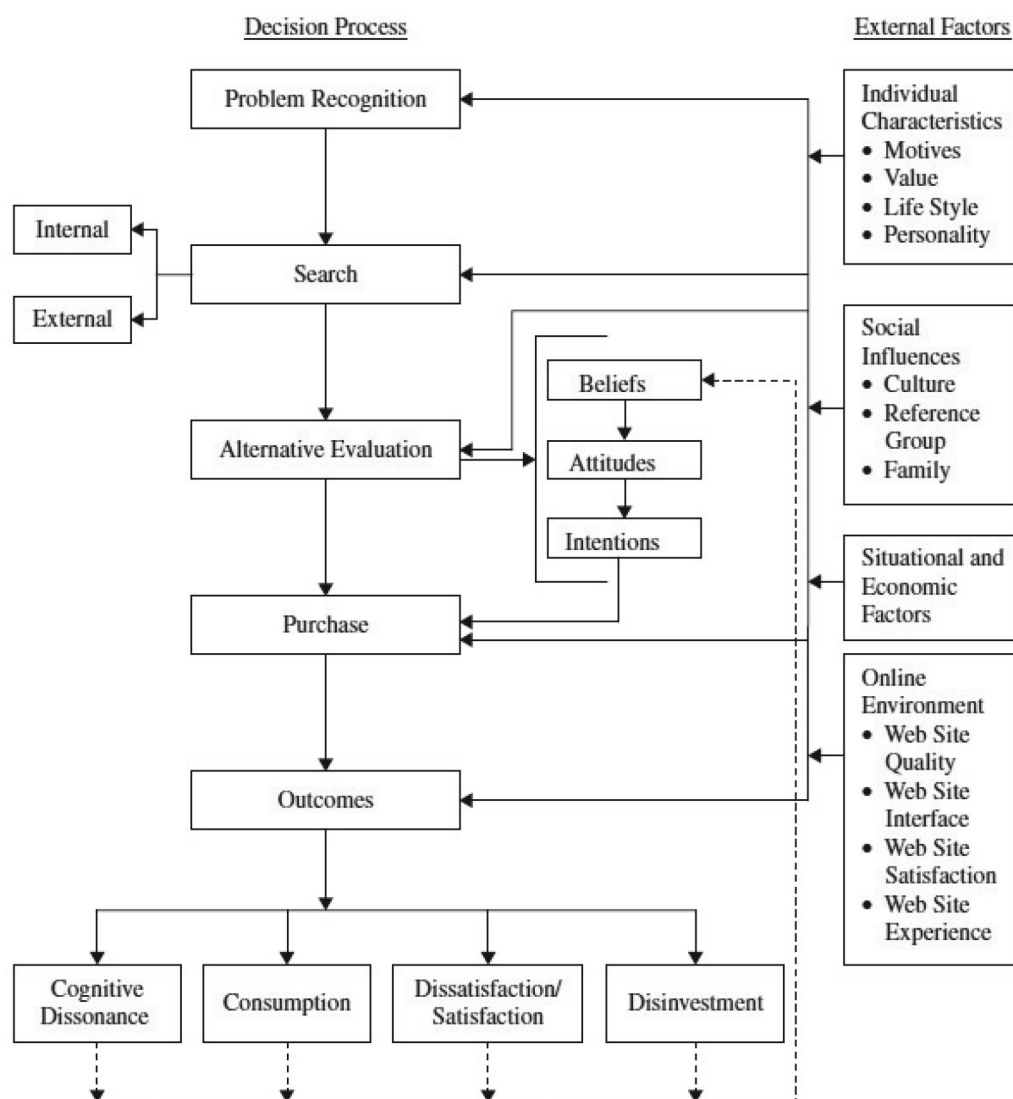 Decision Process
External Factors
Problem Recognition
Individual
Characteristics
• Motives
• Value
• Life Style
• Personality
Internal
Search
External
Social
Influences
• Culture
• Reference
Group
• Family
Beliefs
Alternative Evaluation
Attitudes
Intentions
Situational and
Economic
Factors
Purchase
Online
Environment
• Web Site
Quality
• Web Site
Interface
• Web Site
Satisfaction
• Web Site
Experience
Outcomes
Cognitive
Dissonance
Consumption
Dissatisfaction/
Satisfaction
Disinvestment